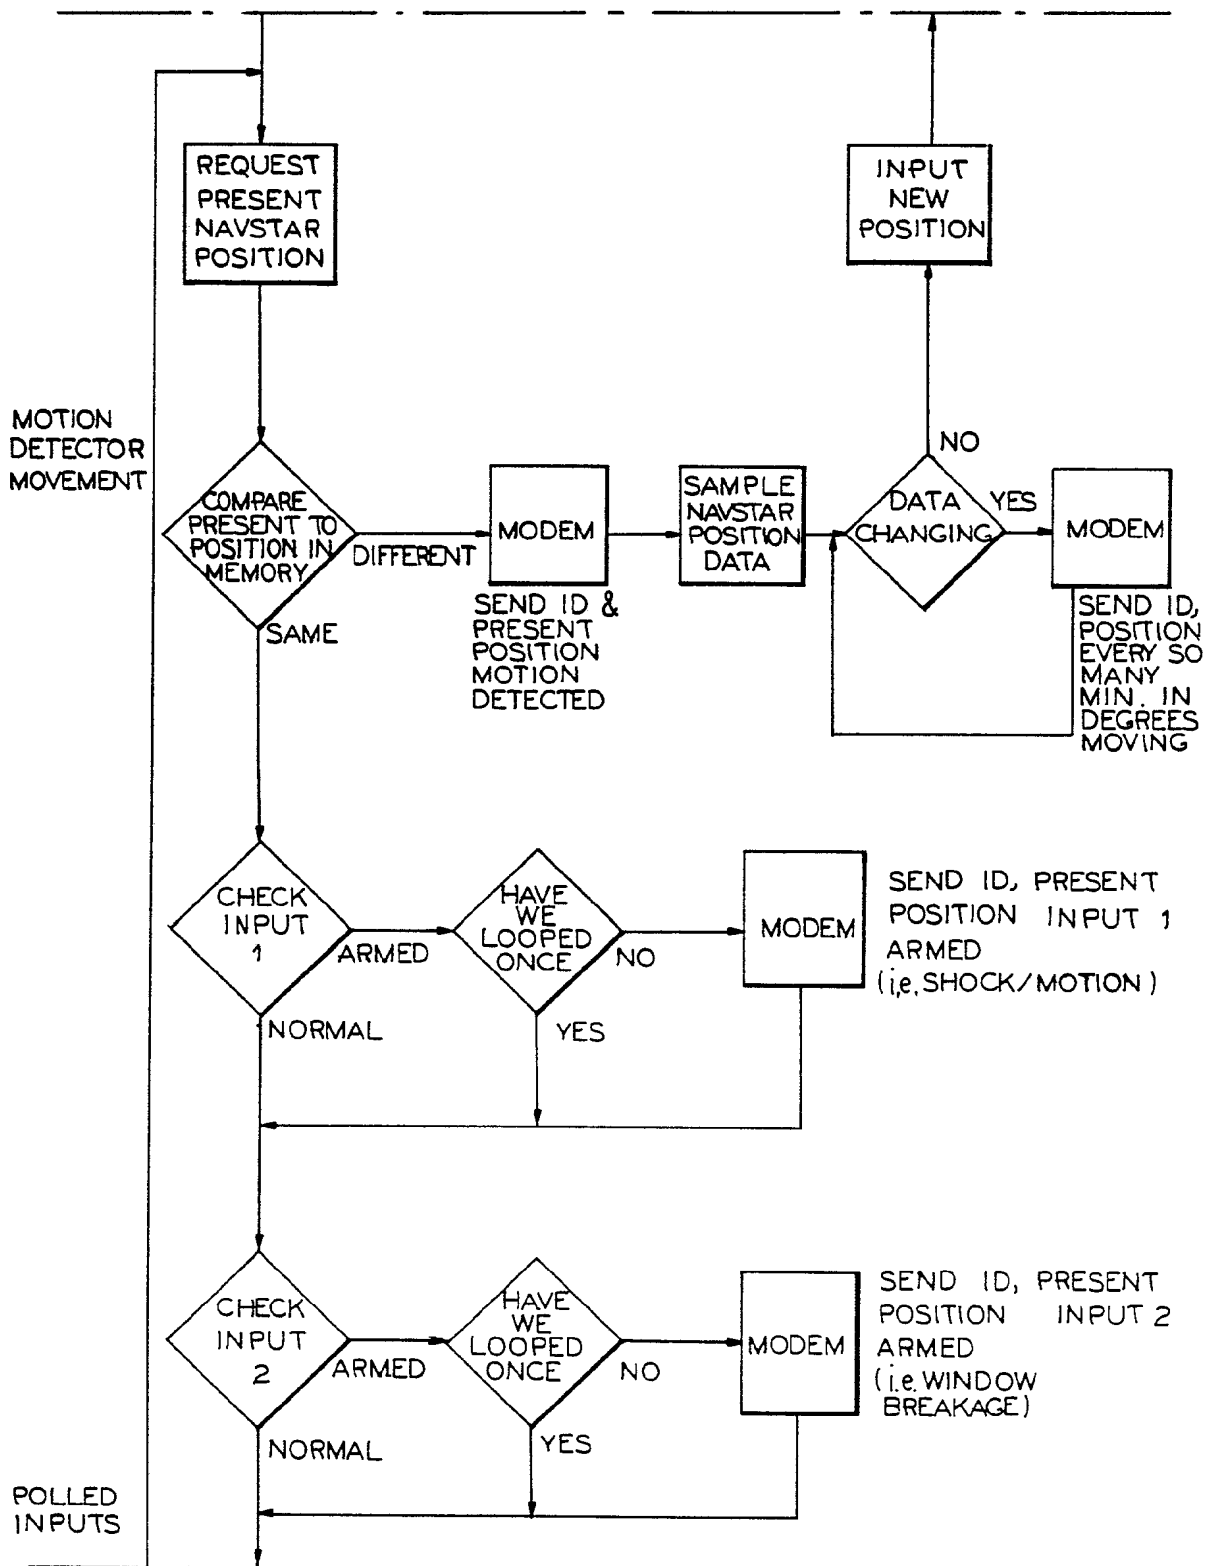 REQUEST
PRESENT
NAVSTAR
POSITION
INPUT
NEW
POSITION
MOTION
DETECTOR
MOVEMENT
COMPARE
PRESENT TO
POSITION IN
MEMORY
DIFFERENT
SAME
MODEM
SEND ID &
PRESENT
POSITION
MOTION
DETECTED
SAMPLE
NAVSTAR
POSITION
DATA
DATA
CHANGING
NO
YES
MODEM
SEND ID,
POSITION
EVERY SO
MANY
MIN. IN
DEGREES
MOVING
CHECK
INPUT
1
ARMED
NORMAL
HAVE
WE
LOOPED
ONCE
NO
YES
MODEM
SEND ID, PRESENT
POSITION INPUT 1
ARMED
(i,e, SHOCK/MOTION)
CHECK
INPUT
2
ARMED
NORMAL
HAVE
WE
LOOPED
ONCE
NO
YES
MODEM
SEND ID, PRESENT
POSITION INPUT 2
ARMED
(i.e. WINDOW
BREAKAGE)
POLLED
INPUTS